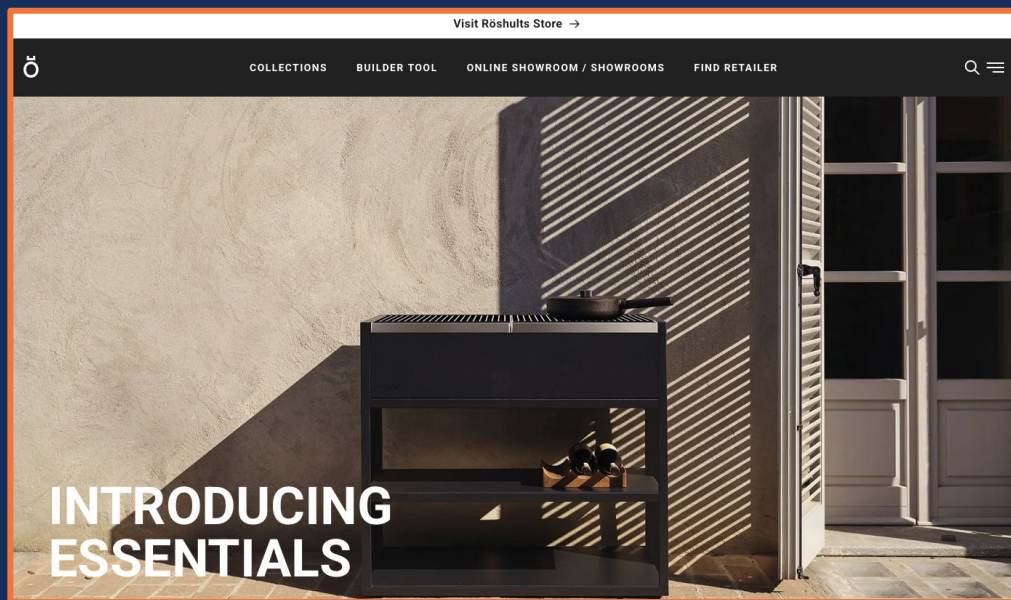 Visit Röshults Store →
Ö
COLLECTIONS BUILDER TOOL ONLINE SHOWROOM / SHOWROOMS FIND RETAILER
INTRODUCING
ESSENTIALS